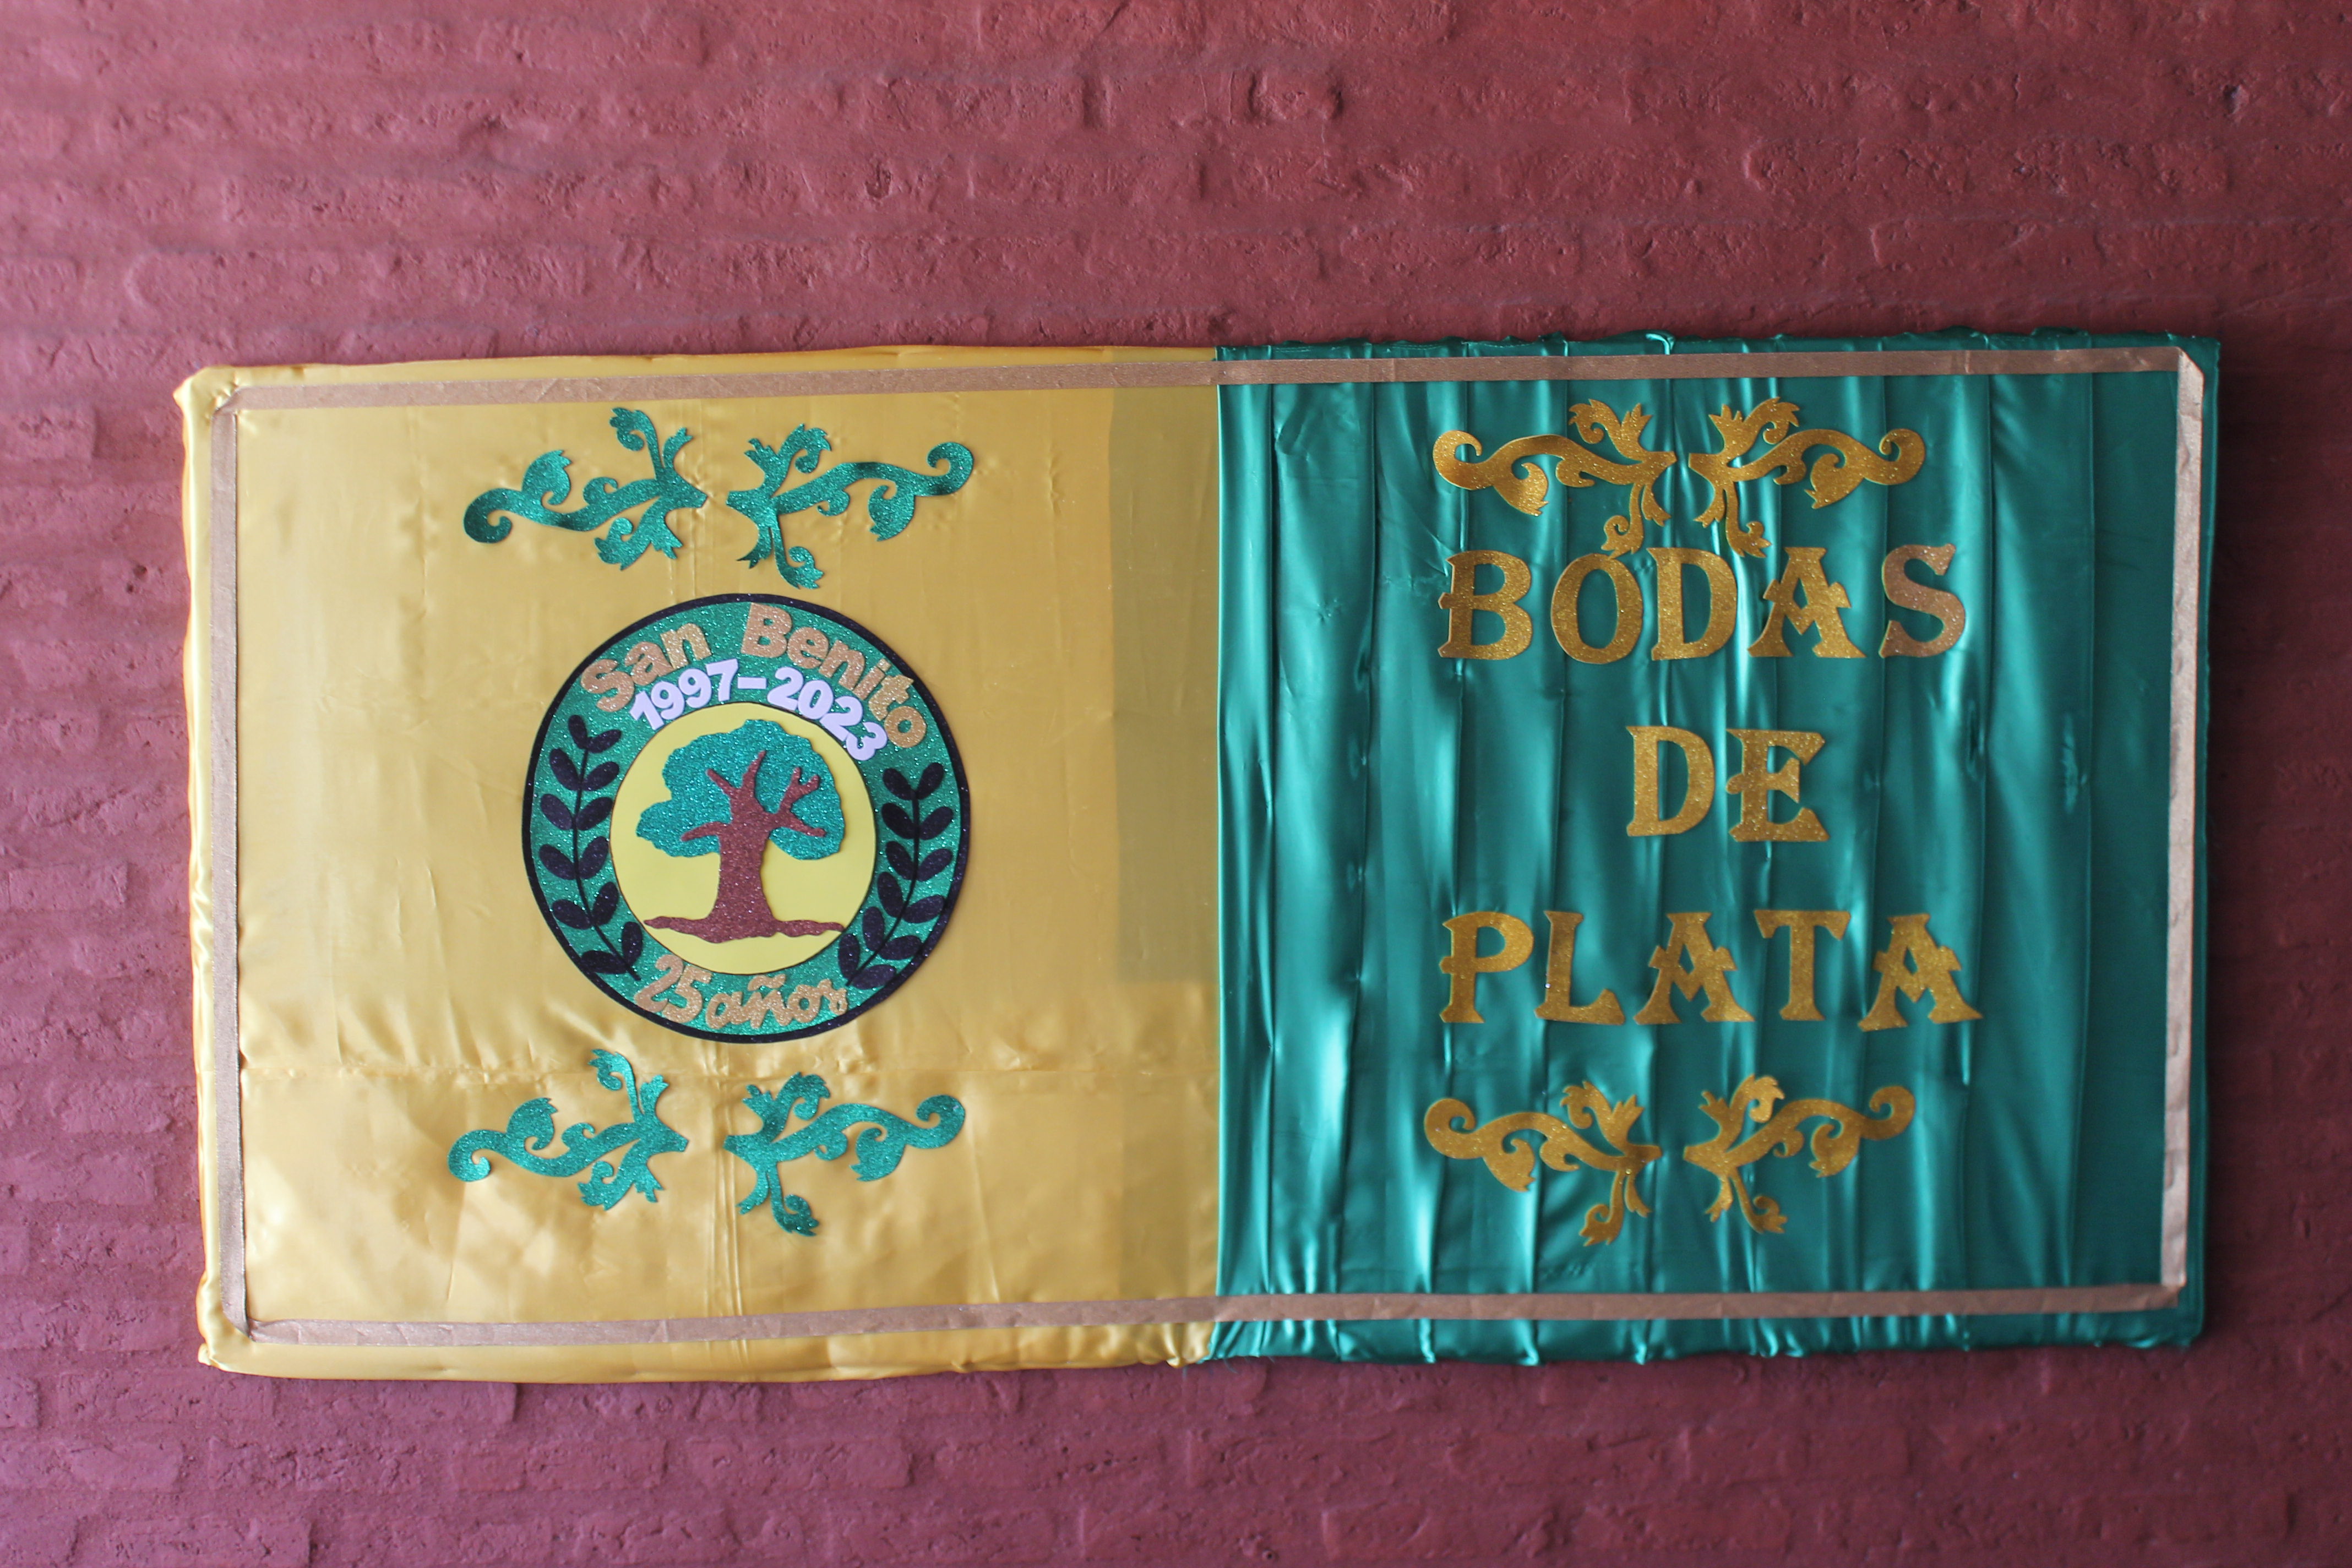 San Benito
1997-2023
25 años
BODAS
DE
PLATA